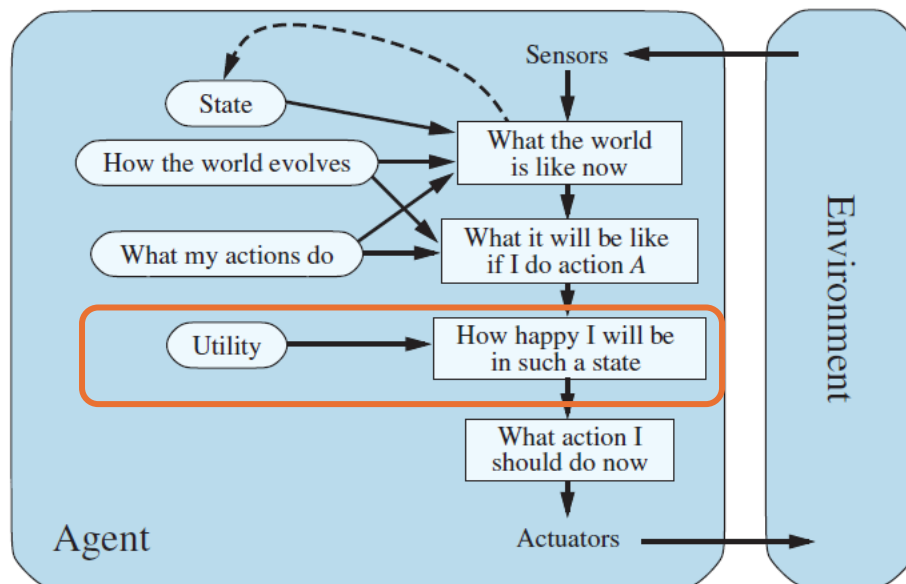 Sensors
State
What the world
is like now
How the world evolves
What my actions do
What it will be like
if I do action A
Utility
How happy I will be
in such a state
What action I
should do now
Agent
Actuators
Environment